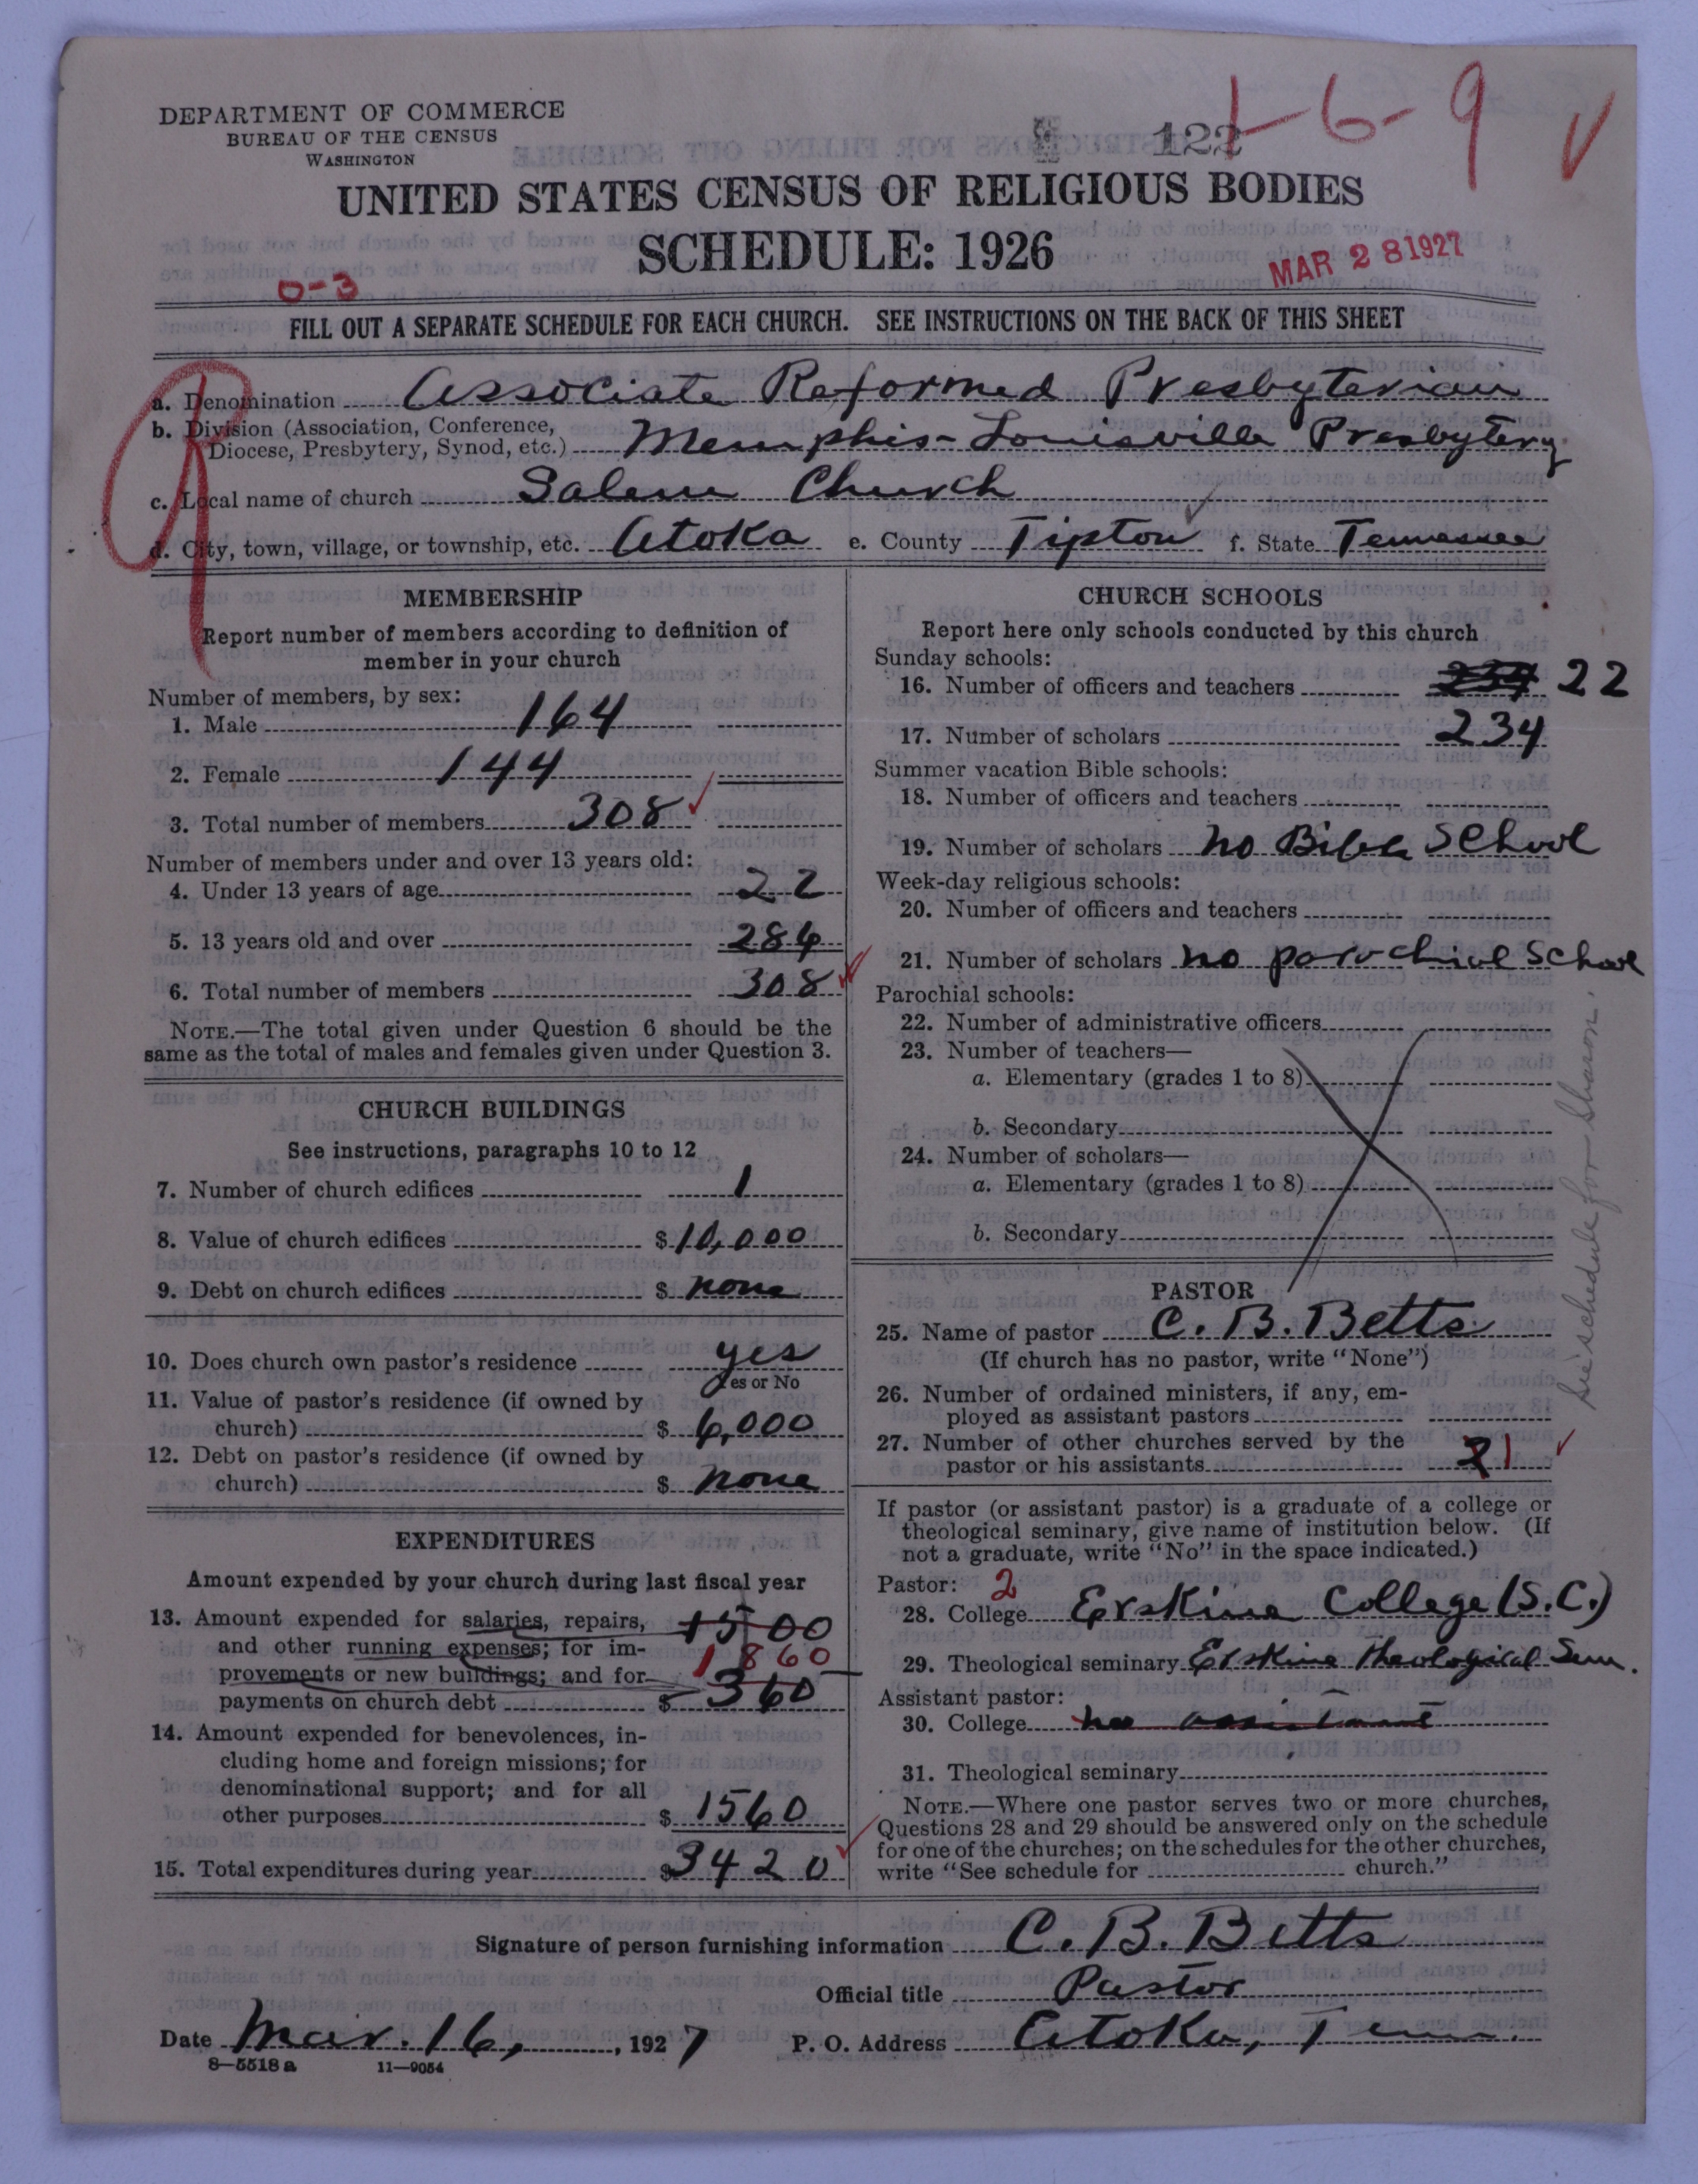 DEPARTMENT OF COMMERCE
BUREAU OF THE CENSUS
WASHINGTON
122
1-6-9
UNITED STATES CENSUS OF RELIGIOUS BODIES
SCHEDULE: 1926
MAR 28 1927
0-3
FILL OUT A SEPARATE SCHEDULE FOR EACH CHURCH. SEE INSTRUCTIONS ON THE BACK OF THIS SHEET
a. Denomination Associate Reformed Presbyterian
b. Division (Association, Conference,
Diocese, Presbytery, Synod, etc.) Memphis-Louisville Presbytery
c. Local name of church Salem Church
d. City, town, village, or township, etc. Atoka e. County Tipton f. State Tennessee
MEMBERSHIP
Report number of members according to definition of
member in your church
Number of members, by sex:
1. Male 164
2. Female 144
3. Total number of members 308
Number of members under and over 13 years old:
4. Under 13 years of age 22
5. 13 years old and over 286
6. Total number of members 308
NOTE.—The total given under Question 6 should be the
same as the total of males and females given under Question 3.
CHURCH BUILDINGS
See instructions, paragraphs 10 to 12
7. Number of church edifices 1
8. Value of church edifices $ 10,000
9. Debt on church edifices $ none
10. Does church own pastor's residence yes
Yes or No
11. Value of pastor's residence (if owned by
church) $ 6,000
12. Debt on pastor's residence (if owned by
church) $ none
EXPENDITURES
Amount expended by your church during last fiscal year
13. Amount expended for salaries, repairs, 1500
and other running expenses; for im- 1860
provements or new buildings; and for
payments on church debt $ 360
14. Amount expended for benevolences, in-
cluding home and foreign missions; for
denominational support; and for all
other purposes $ 1560
15. Total expenditures during year $ 3420
CHURCH SCHOOLS
Report here only schools conducted by this church
Sunday schools:
16. Number of officers and teachers 234 22
17. Number of scholars 234
Summer vacation Bible schools:
18. Number of officers and teachers
19. Number of scholars no Bible School
Week-day religious schools:
20. Number of officers and teachers
21. Number of scholars no parochial School
Parochial schools:
22. Number of administrative officers
23. Number of teachers—
a. Elementary (grades 1 to 8)
b. Secondary
24. Number of scholars—
a. Elementary (grades 1 to 8)
b. Secondary
See schedule for Sharon.
PASTOR
25. Name of pastor C. B. Betts
(If church has no pastor, write "None")
26. Number of ordained ministers, if any, em-
ployed as assistant pastors
27. Number of other churches served by the
pastor or his assistants 2 1
If pastor (or assistant pastor) is a graduate of a college or
theological seminary, give name of institution below. (If
not a graduate, write "No" in the space indicated.)
Pastor: 2
28. College Erskine College (S.C.)
29. Theological seminary Erskine Theological Sem.
Assistant pastor:
30. College no assistant
31. Theological seminary
NOTE.—Where one pastor serves two or more churches,
Questions 28 and 29 should be answered only on the schedule
for one of the churches; on the schedules for the other churches,
write "See schedule for church."
Signature of person furnishing information C. B. Betts
Official title Pastor
Date Mar. 16, 1927 P. O. Address Atoka, Tenn.
8—5518a 11—9054